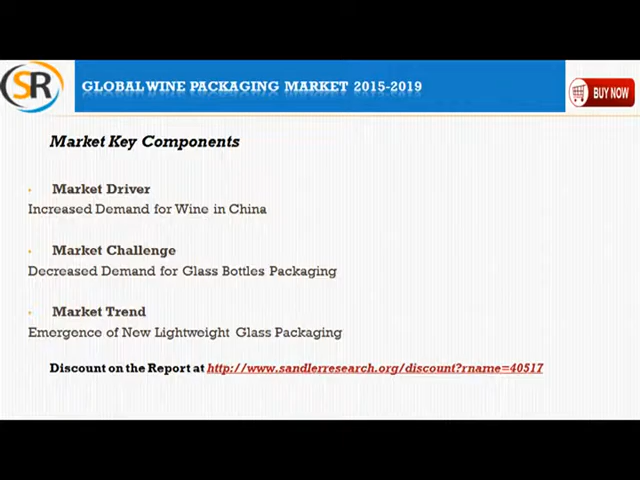 SR
GLOBAL WINE PACKAGING MARKET 2015-2019
BUY NOW
Market Key Components
• Market Driver
Increased Demand for Wine in China
• Market Challenge
Decreased Demand for Glass Bottles Packaging
• Market Trend
Emergence of New Lightweight Glass Packaging
Discount on the Report at http://www.sandlerresearch.org/discount?rname=40517